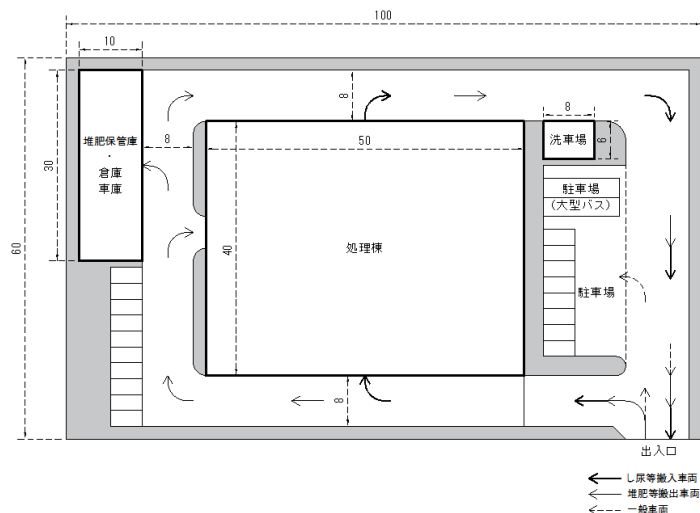 100
10
8
8
堆肥保管庫
・
倉庫
車庫
30
8
50
洗車場
6
駐車場
(大型バス)
60
40
処理棟
駐車場
8
出入口
し尿等搬入車両
堆肥等搬出車両
一般車両